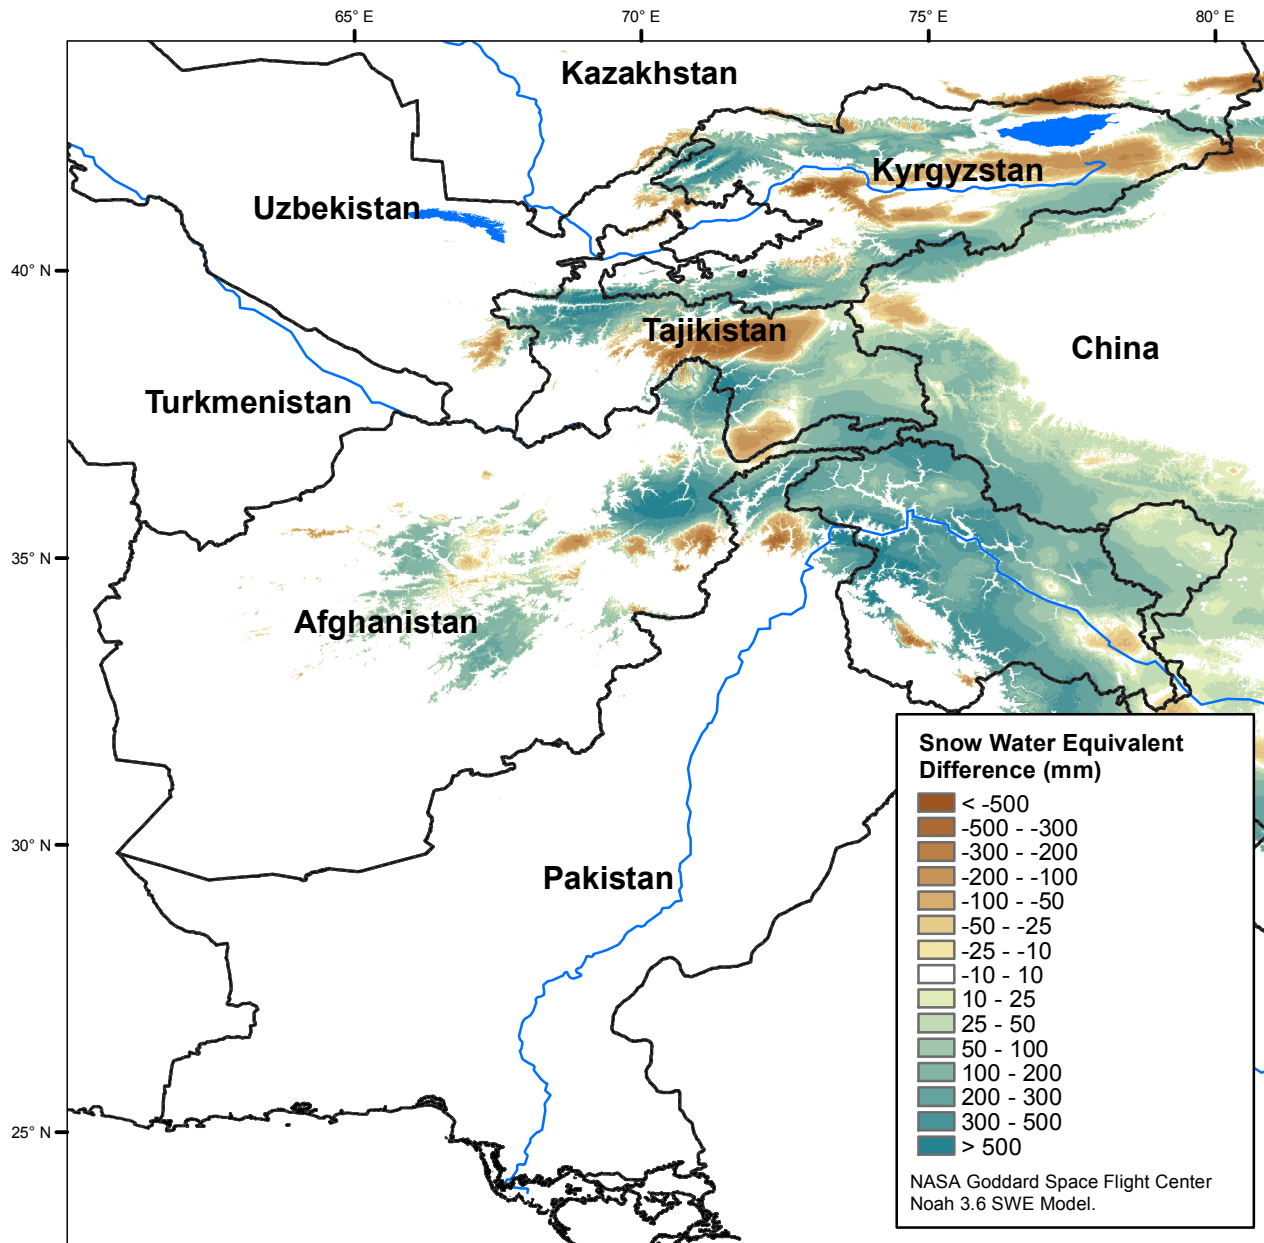 65° E
70° E
75° E
80° E
Kazakhstan
Kyrgyzstan
Uzbekistan
40° N
Tajikistan
China
Turkmenistan
35° N
Afghanistan
Snow Water Equivalent
Difference (mm)
< -500
-500 - -300
-300 - -200
-200 - -100
-100 - -50
-50 - -25
-25 - -10
-10 - 10
10 - 25
25 - 50
50 - 100
100 - 200
200 - 300
300 - 500
> 500
NASA Goddard Space Flight Center
Noah 3.6 SWE Model.
30° N
Pakistan
25° N